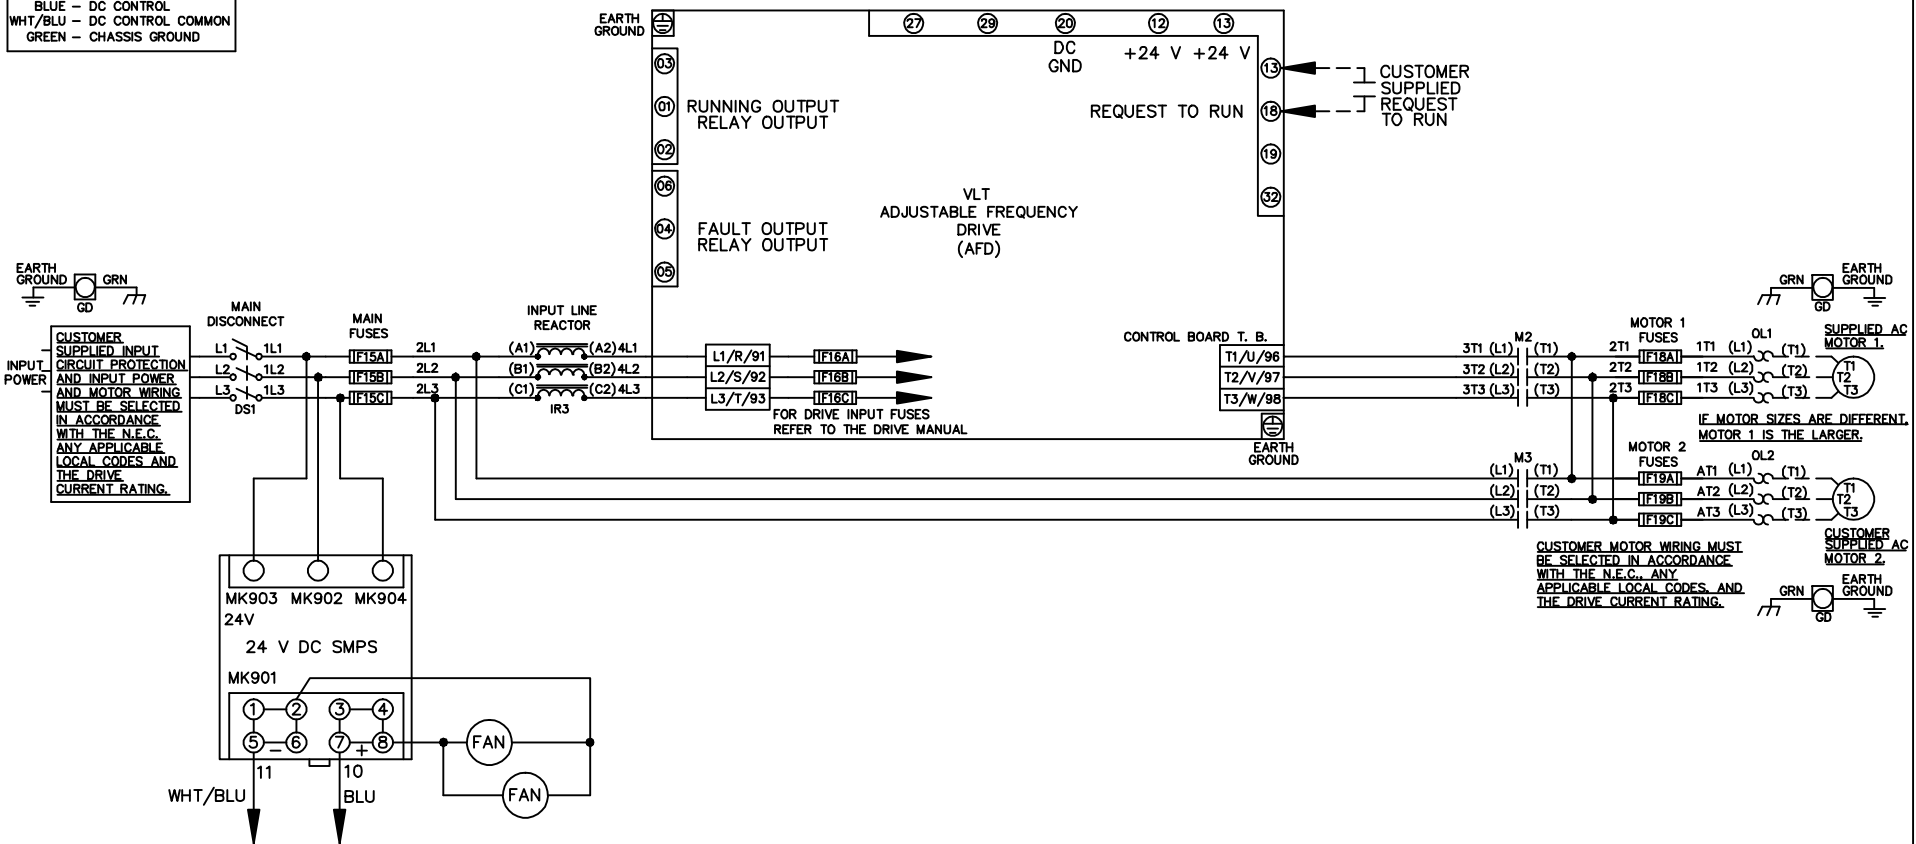 BLUE – DC CONTROL
WHT/BLU – DC CONTROL COMMON
GREEN – CHASSIS GROUND
EARTH
GROUND
27
29
20
12
13
DC
GND
+24 V
+24 V
03
01
02
RUNNING OUTPUT
RELAY OUTPUT
06
04
05
FAULT OUTPUT
RELAY OUTPUT
13
18
19
32
REQUEST TO RUN
CUSTOMER
SUPPLIED
REQUEST
TO RUN
VLT
ADJUSTABLE FREQUENCY
DRIVE
(AFD)
EARTH
GROUND
GRN
GD
INPUT
POWER
CUSTOMER
SUPPLIED INPUT
CIRCUIT PROTECTION
AND INPUT POWER
AND MOTOR WIRING
MUST BE SELECTED
IN ACCORDANCE
WITH THE N.E.C.
ANY APPLICABLE
LOCAL CODES AND
THE DRIVE
CURRENT RATING.
MAIN
DISCONNECT
L1
1L1
L2
1L2
L3
1L3
DS1
MAIN
FUSES
F15A
F15B
F15C
2L1
2L2
2L3
INPUT LINE
REACTOR
(A1)
(A2)
4L1
(B1)
(B2)
4L2
(C1)
(C2)
4L3
IR3
L1/R/91
L2/S/92
L3/T/93
F16A
F16B
F16C
FOR DRIVE INPUT FUSES
REFER TO THE DRIVE MANUAL
CONTROL BOARD T. B.
T1/U/96
T2/V/97
T3/W/98
EARTH
GROUND
3T1 (L1)
3T2 (L2)
3T3 (L3)
M2
(T1)
(T2)
(T3)
2T1
2T2
2T3
MOTOR 1
FUSES
F18A
F18B
F18C
1T1 (L1)
1T2 (L2)
1T3 (L3)
OL1
(T1)
(T2)
(T3)
GRN
EARTH
GROUND
GD
SUPPLIED AC
MOTOR 1.
T1
T2
T3
IF MOTOR SIZES ARE DIFFERENT,
MOTOR 1 IS THE LARGER.
(L1)
(L2)
(L3)
M3
(T1)
(T2)
(T3)
MOTOR 2
FUSES
F19A
F19B
F19C
AT1 (L1)
AT2 (L2)
AT3 (L3)
OL2
(T1)
(T2)
(T3)
T1
T2
T3
CUSTOMER
SUPPLIED AC
MOTOR 2.
CUSTOMER MOTOR WIRING MUST
BE SELECTED IN ACCORDANCE
WITH THE N.E.C., ANY
APPLICABLE LOCAL CODES, AND
THE DRIVE CURRENT RATING.
GRN
EARTH
GROUND
GD
MK903
MK902
MK904
24V
24 V DC SMPS
MK901
1
2
3
4
5
–
6
7
+
8
11
10
WHT/BLU
BLU
FAN
FAN